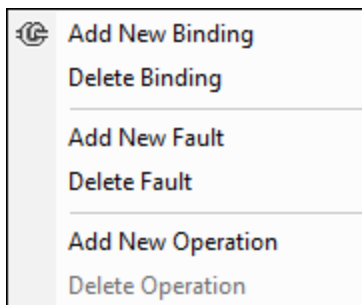 Add New Binding
Delete Binding
Add New Fault
Delete Fault
Add New Operation
Delete Operation